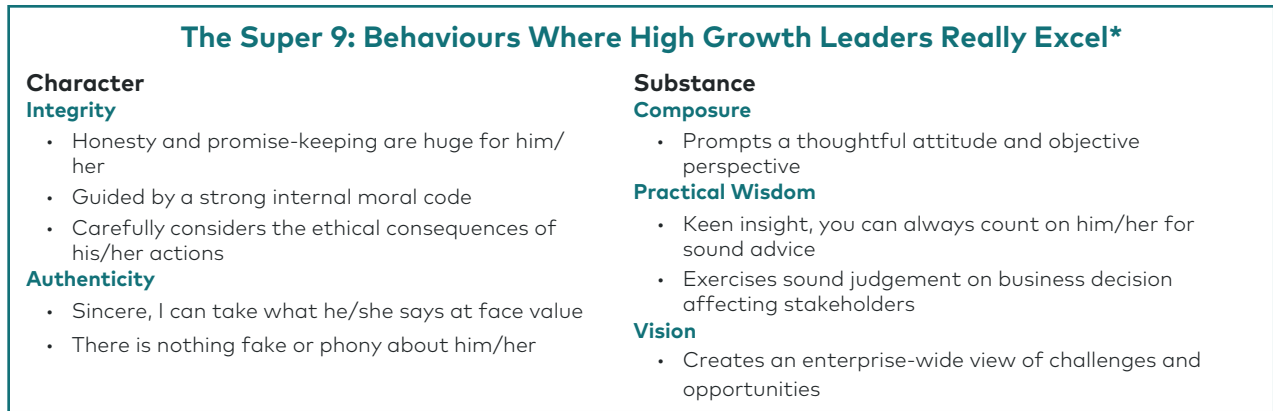 The Super 9: Behaviours Where High Growth Leaders Really Excel*
Character
Integrity
• Honesty and promise-keeping are huge for him/
her
• Guided by a strong internal moral code
• Carefully considers the ethical consequences of
his/her actions
Authenticity
• Sincere, I can take what he/she says at face value
• There is nothing fake or phony about him/her
Substance
Composure
• Prompts a thoughtful attitude and objective
perspective
Practical Wisdom
• Keen insight, you can always count on him/her for
sound advice
• Exercises sound judgement on business decision
affecting stakeholders
Vision
• Creates an enterprise-wide view of challenges and
opportunities